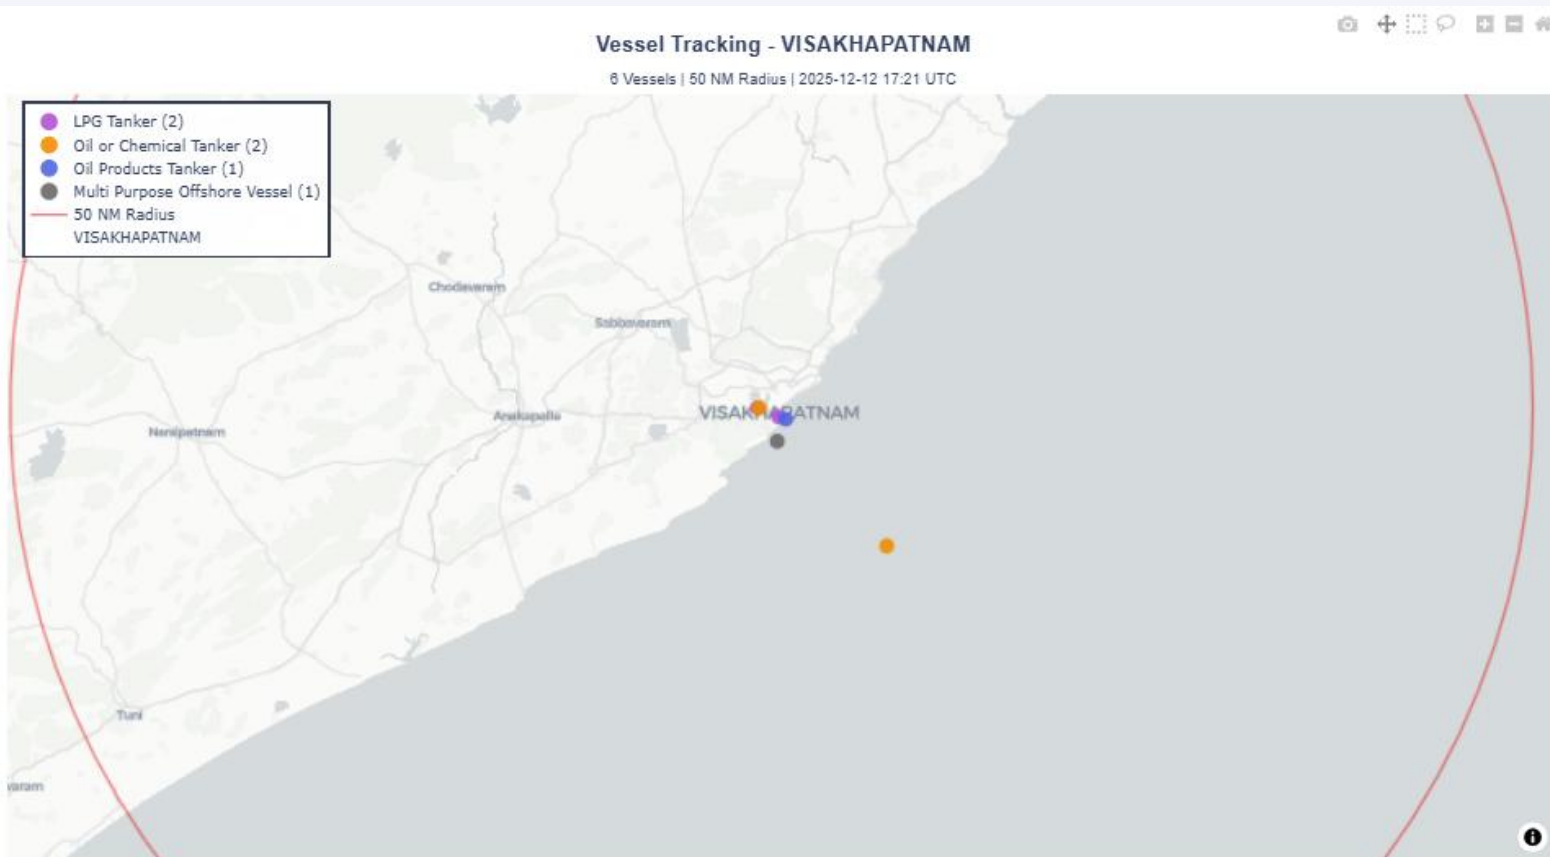 Vessel Tracking - VISAKHAPATNAM
6 Vessels | 50 NM Radius | 2025-12-12 17:21 UTC
LPG Tanker (2)
Oil or Chemical Tanker (2)
Oil Products Tanker (1)
Multi Purpose Offshore Vessel (1)
50 NM Radius
VISAKHAPATNAM
Chodavaram
Sabbavaram
VISAKHAPATNAM
Anakapalle
Narsipatnam
Tuni
varam